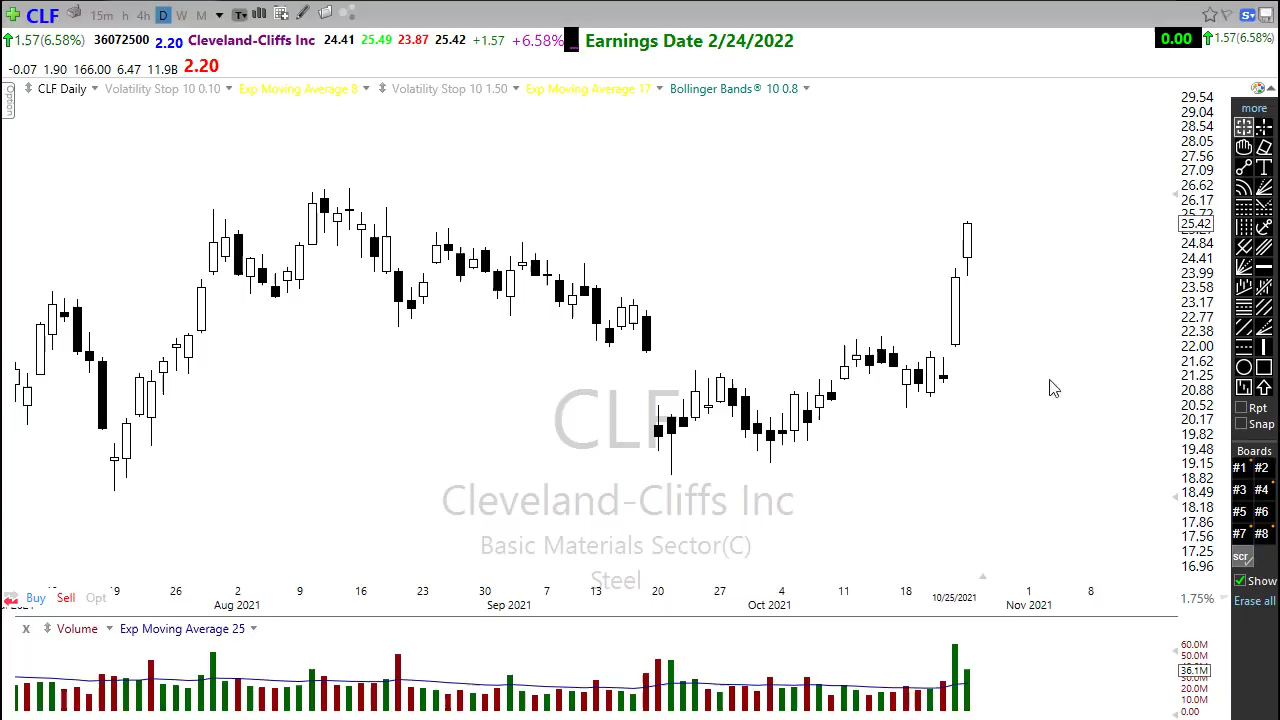 CLF 15m h 4h D W M T
1.57(6.58%) 36072500 2.20 Cleveland-Cliffs Inc 24.41 25.49 23.87 25.42 +1.57 +6.58% Earnings Date 2/24/2022 0.00 1.57(6.58%)
-0.07 1.90 166.00 6.47 11.9B 2.20
Option
CLF Daily Volatility Stop 10 0.10 Exp Moving Average 8 Volatility Stop 10 1.50 Exp Moving Average 17 Bollinger Bands® 10 0.8
29.54
29.04
28.54
28.05
27.56
27.09
26.62
26.17
25.72
25.42
24.84
24.41
23.99
23.58
23.17
22.77
22.38
22.00
21.62
21.25
20.88
20.52
20.17
19.82
19.48
19.15
18.82
18.49
18.18
17.86
17.56
17.25
16.96
1.75%
more
Rpt
Snap
Boards
#1 #2
#3 #4
#5 #6
#7 #8
scr
Show
Erase all
CLF
Cleveland-Cliffs Inc
Basic Materials Sector(C)
Steel
26 2 9 16 23 30 7 13 20 27 4 11 18 10/25/2021 1 8
Aug 2021 Sep 2021 Oct 2021 Nov 2021
Buy Sell Opt
x Volume Exp Moving Average 25
60.0M
50.0M
36.1M
20.0M
10.0M
0.00